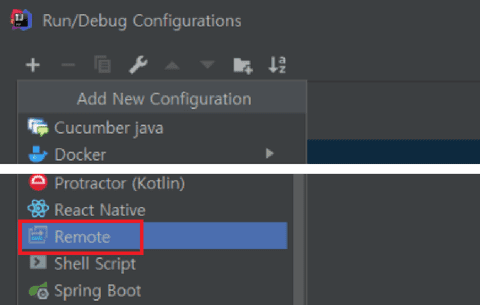 Run/Debug Configurations
Add New Configuration
Cucumber java
Docker
Protractor (Kotlin)
React Native
Remote
Shell Script
Spring Boot